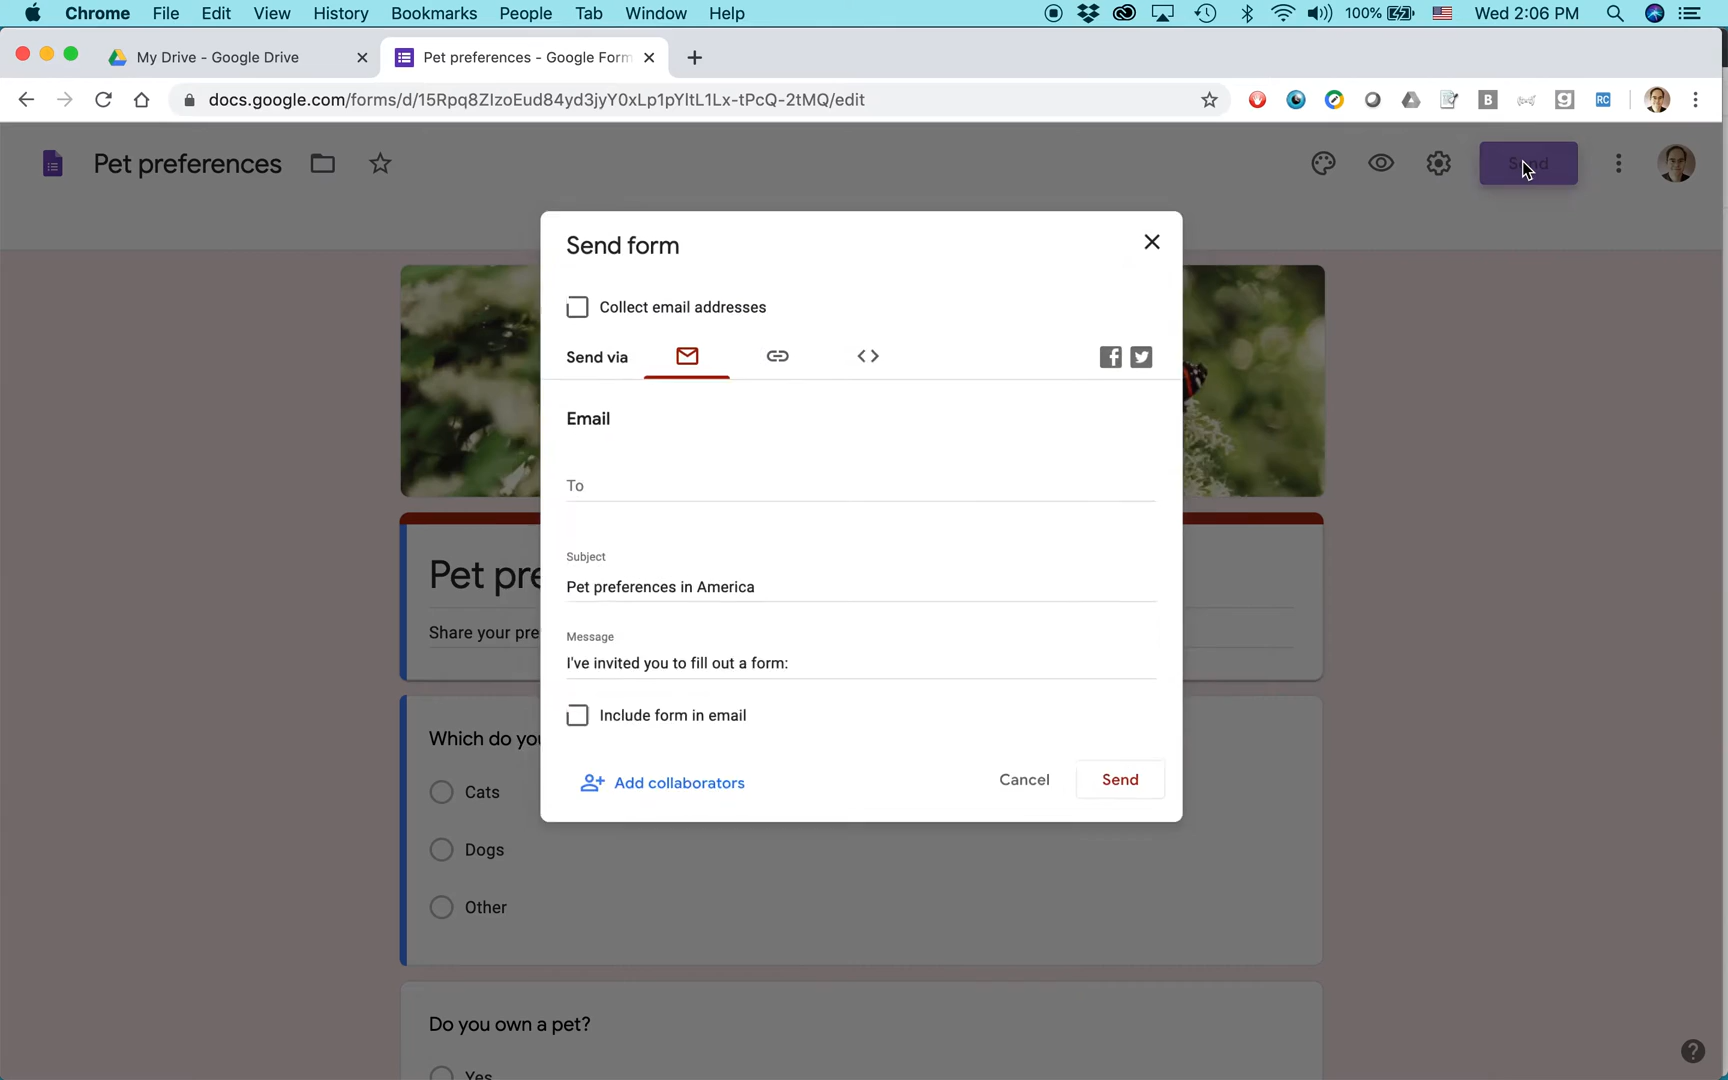 Chrome File Edit View History Bookmarks People Tab Window Help 100% Wed 2:06 PM
My Drive - Google Drive Pet preferences - Google Form
docs.google.com/forms/d/15Rpq8ZIzoEud84yd3jyY0xLp1pYltL1Lx-tPcQ-2tMQ/edit
Pet preferences Send
Send form
Collect email addresses
Send via
Email
To
Subject
Pet preferences in America
Message
I've invited you to fill out a form:
Include form in email
Add collaborators Cancel Send
Pet pre
Share your pre
Which do you
Cats
Dogs
Other
Do you own a pet?
Yes